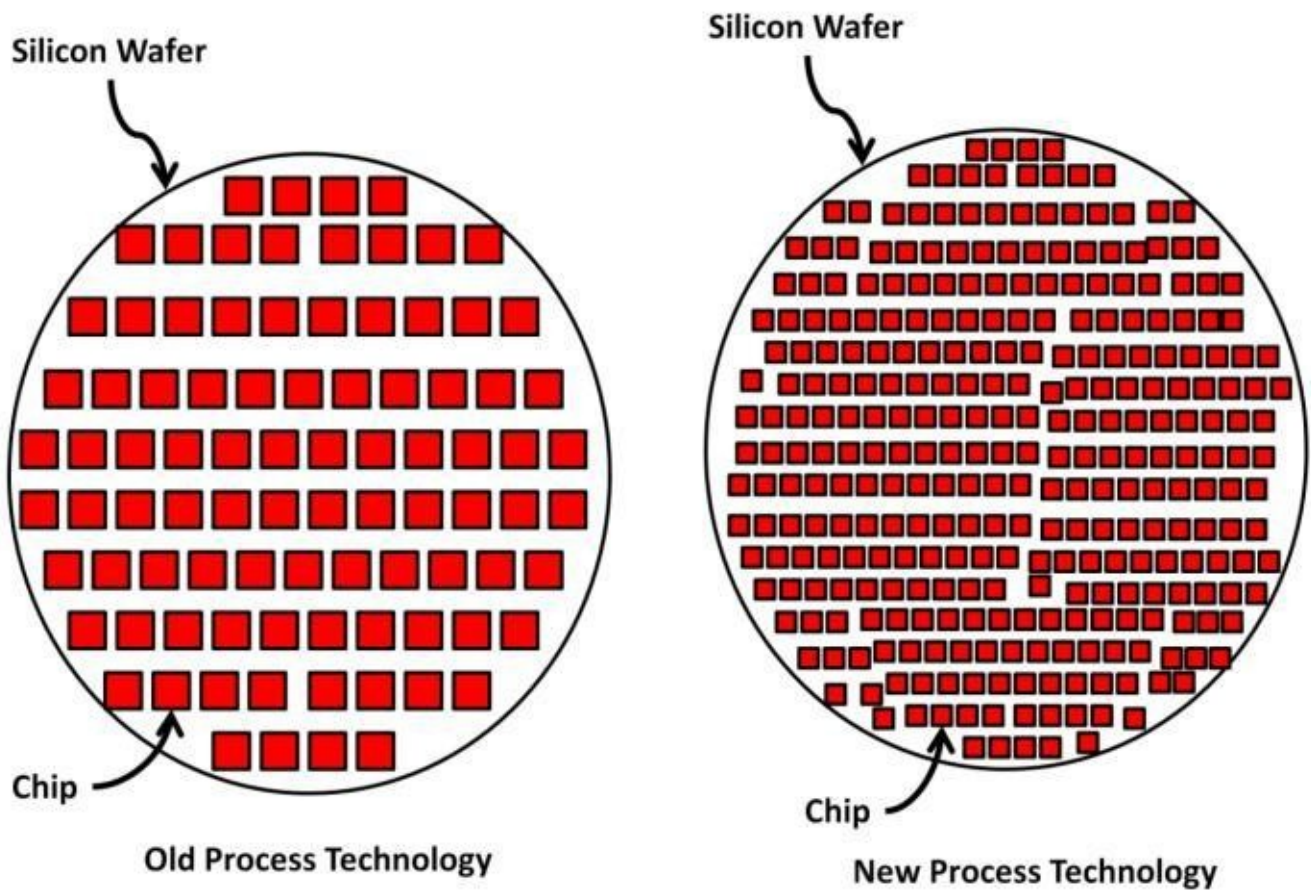 Silicon Wafer
Chip
Old Process Technology
Silicon Wafer
Chip
New Process Technology